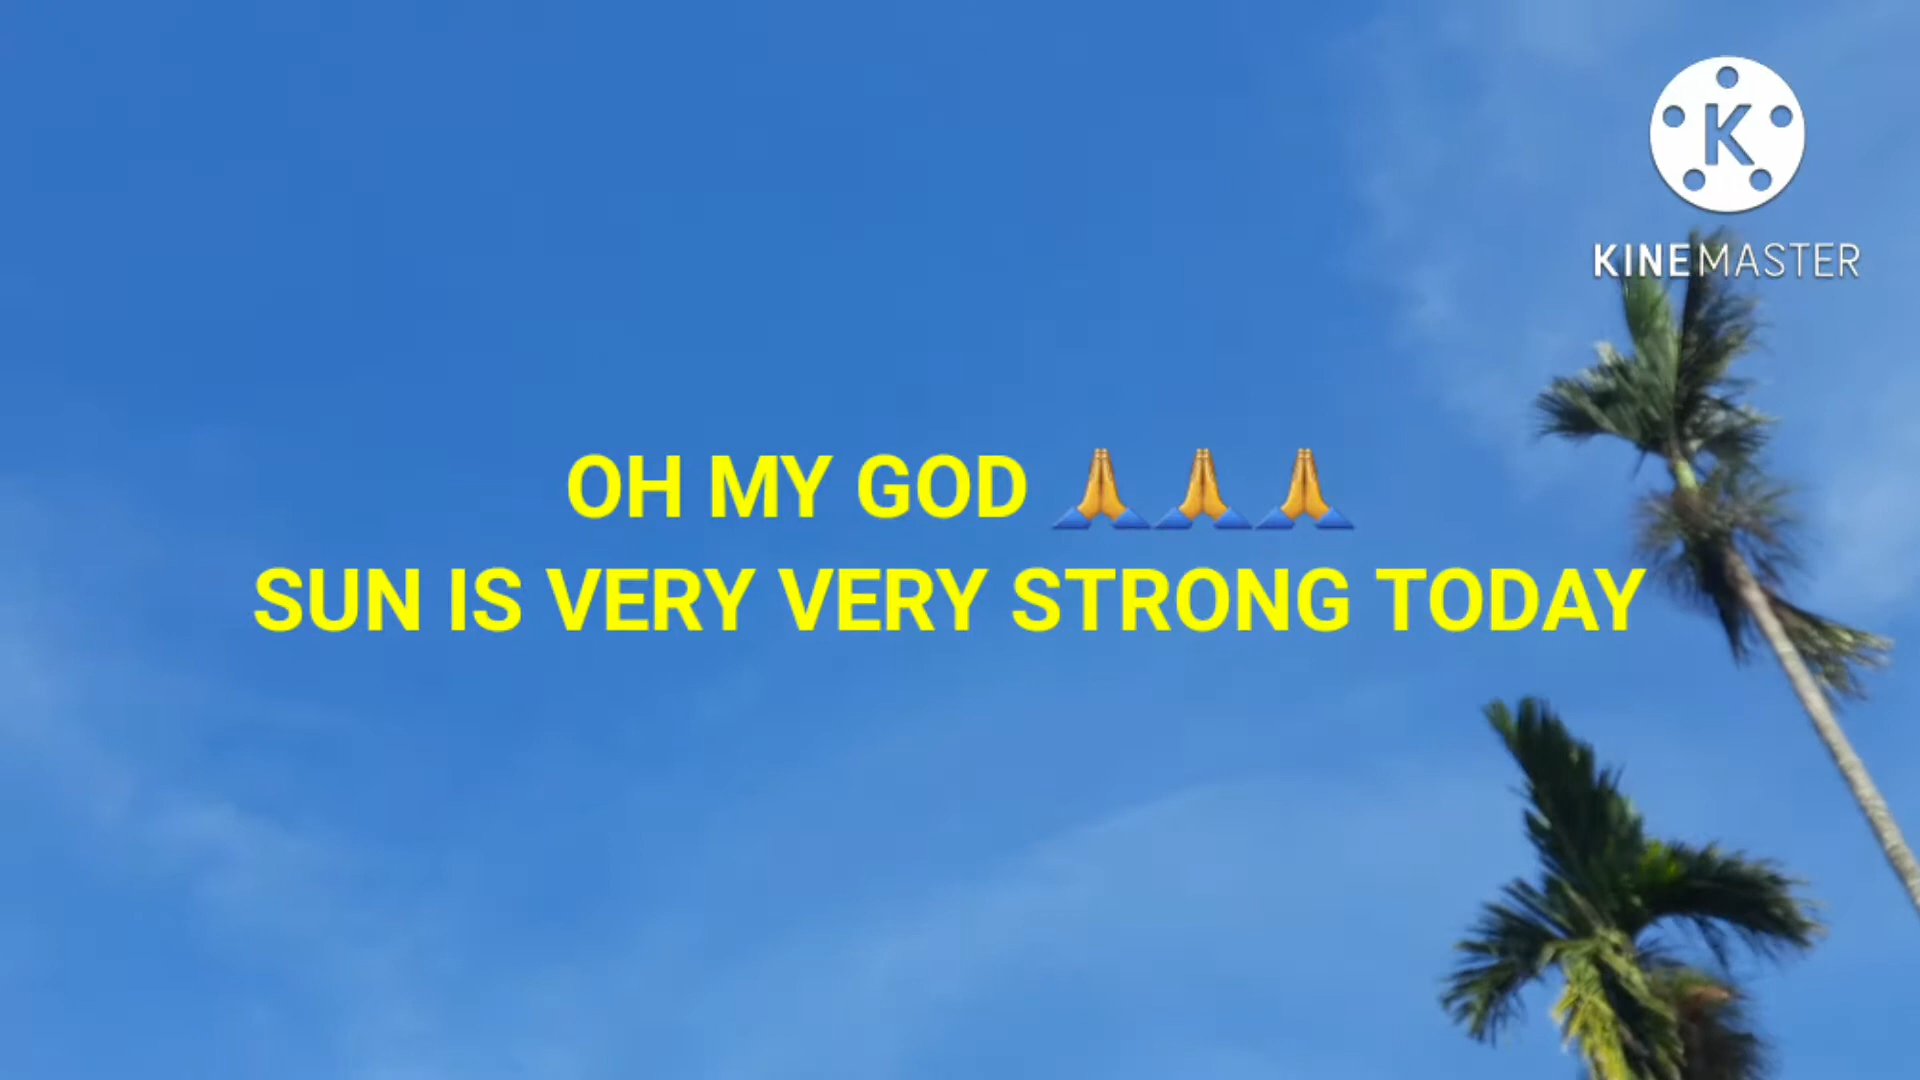 K
KINEMASTER
OH MY GOD 🙏🙏🙏
SUN IS VERY VERY STRONG TODAY